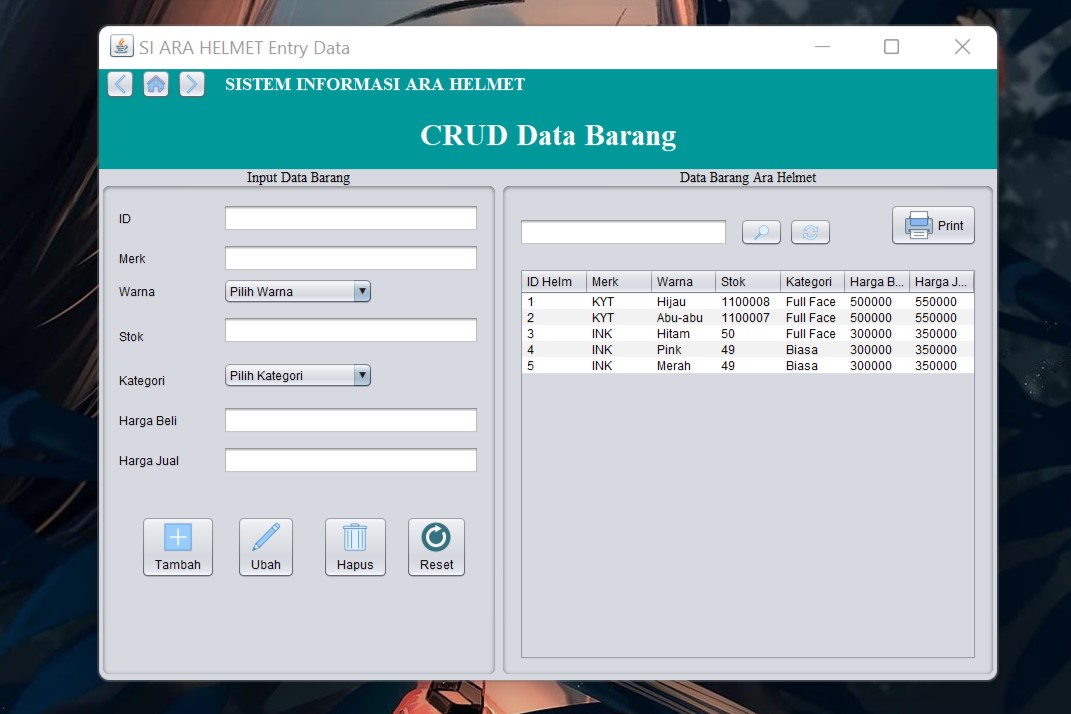 SI ARA HELMET Entry Data
SISTEM INFORMASI ARA HELMET
CRUD Data Barang
Input Data Barang
ID
Merk
Warna Pilih Warna
Stok
Kategori Pilih Kategori
Harga Beli
Harga Jual
Tambah Ubah Hapus Reset
Data Barang Ara Helmet
Print
ID Helm Merk Warna Stok Kategori Harga B... Harga J...
1 KYT Hijau 1100008 Full Face 500000 550000
2 KYT Abu-abu 1100007 Full Face 500000 550000
3 INK Hitam 50 Full Face 300000 350000
4 INK Pink 49 Biasa 300000 350000
5 INK Merah 49 Biasa 300000 350000